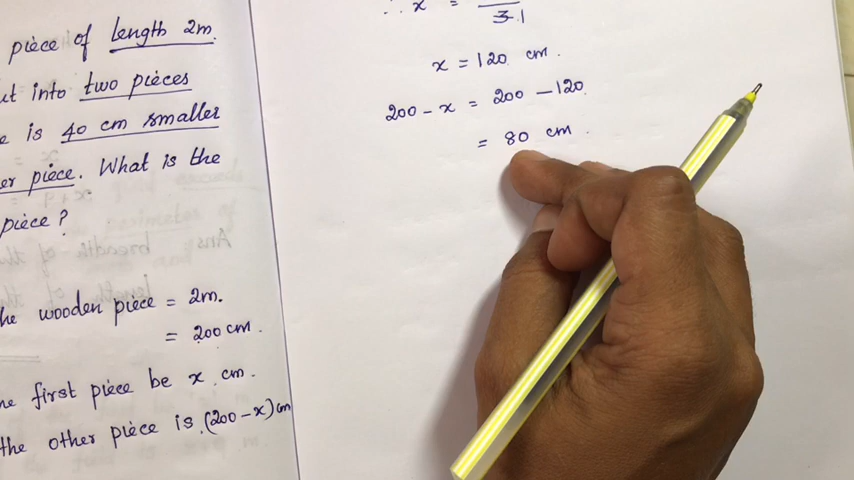 piece of length 2m.
into two pieces
is 40 cm smaller
piece. What is the
piece?
wooden piece = 2m.
= 200 cm.
first piece be x cm.
the other piece is (200 - x) cm
∴ x =
3.1
x = 120 cm.
200 - x = 200 - 120
= 80 cm.